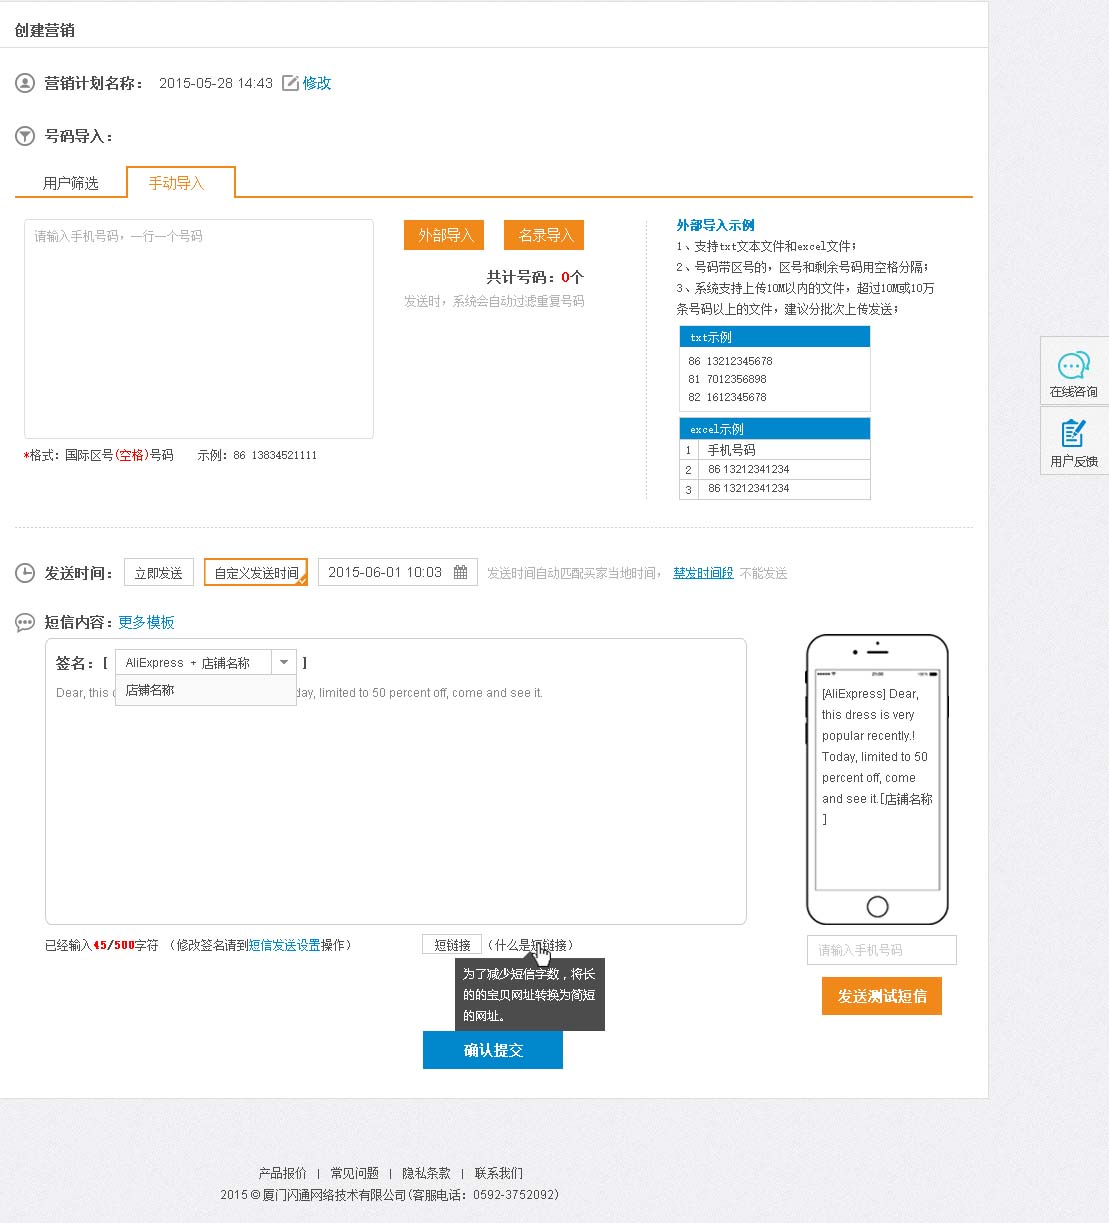 创建营销
营销计划名称： 2015-05-28 14:43 修改
号码导入：
用户筛选 手动导入
请输入手机号码，一行一个号码
外部导入 名录导入
共计号码：0个
发送时，系统会自动过滤重复号码
*格式：国际区号(空格)号码 示例：86 13834521111
外部导入示例
1、支持txt文本文件和excel文件；
2、号码带区号的，区号和剩余号码用空格分隔；
3、系统支持上传10M以内的文件，超过10M或10万
条号码以上的文件，建议分批次上传发送；
txt示例
86 13212345678
81 7012356898
82 1612345678
excel示例
1 手机号码
2 86 13212341234
3 86 13212341234
在线咨询
用户反馈
发送时间： 立即发送 自定义发送时间 2015-06-01 10:03 发送时间自动匹配买家当地时间， 禁发时间段 不能发送
短信内容：更多模板
签名：[ AliExpress + 店铺名称 ]
店铺名称
Dear, this day, limited to 50 percent off, come and see it.
21:00 100%
[AliExpress] Dear,
this dress is very
popular recently.!
Today, limited to 50
percent off, come
and see it.[店铺名称
]
已经输入45/500字符 （修改签名请到短信发送设置操作） 短链接 （什么是短链接）
为了减少短信字数，将长
的的宝贝网址转换为简短
的网址。
请输入手机号码
发送测试短信
确认提交
产品报价 | 常见问题 | 隐私条款 | 联系我们
2015 © 厦门闪通网络技术有限公司(客服电话：0592-3752092)